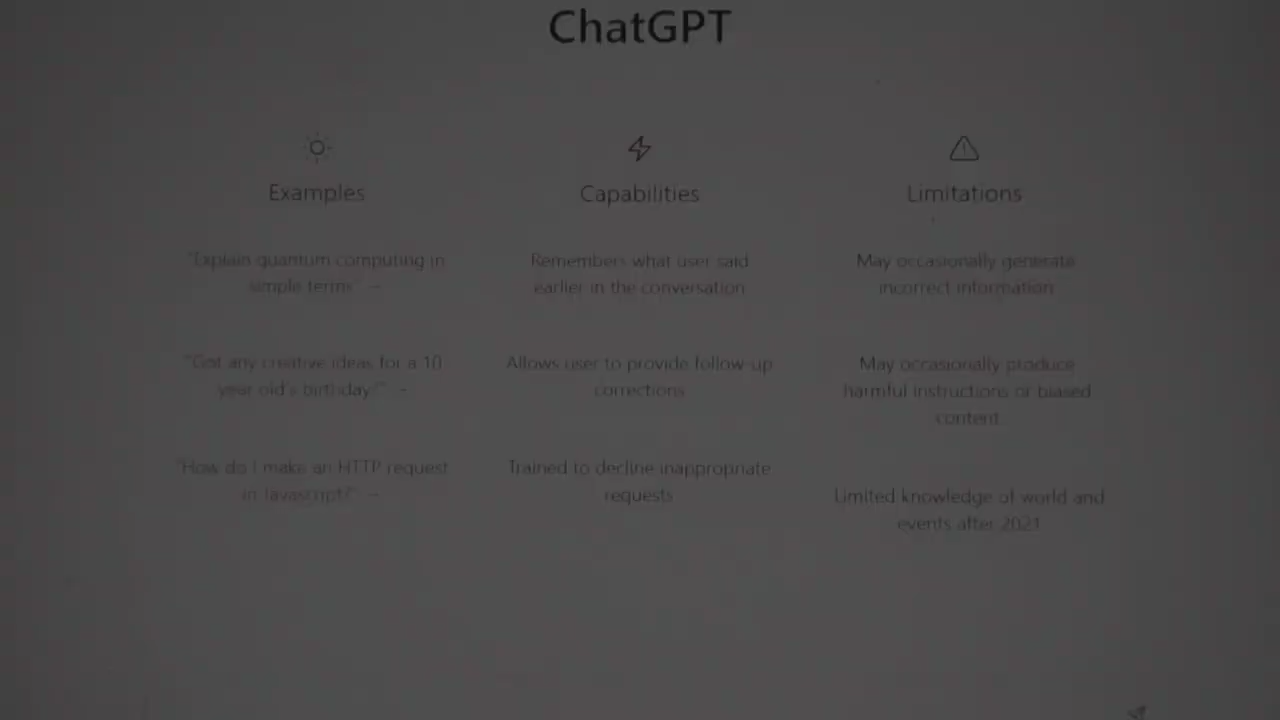 ChatGPT
Examples
"Explain quantum computing in
simple terms" →
"Got any creative ideas for a 10
year old's birthday?" →
"How do I make an HTTP request
in Javascript?" →
Capabilities
Remembers what user said
earlier in the conversation
Allows user to provide follow-up
corrections
Trained to decline inappropriate
requests
Limitations
May occasionally generate
incorrect information
May occasionally produce
harmful instructions or biased
content
Limited knowledge of world and
events after 2021